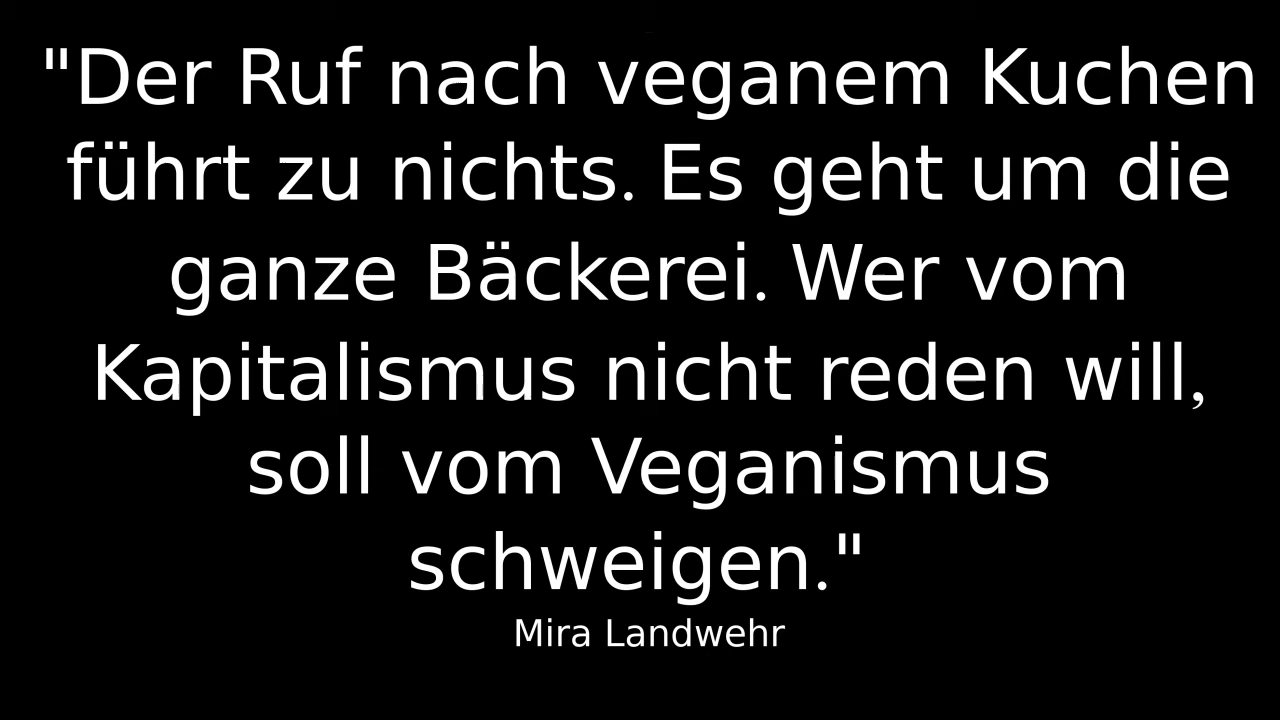 "Der Ruf nach veganem Kuchen
führt zu nichts. Es geht um die
ganze Bäckerei. Wer vom
Kapitalismus nicht reden will,
soll vom Veganismus
schweigen."
Mira Landwehr